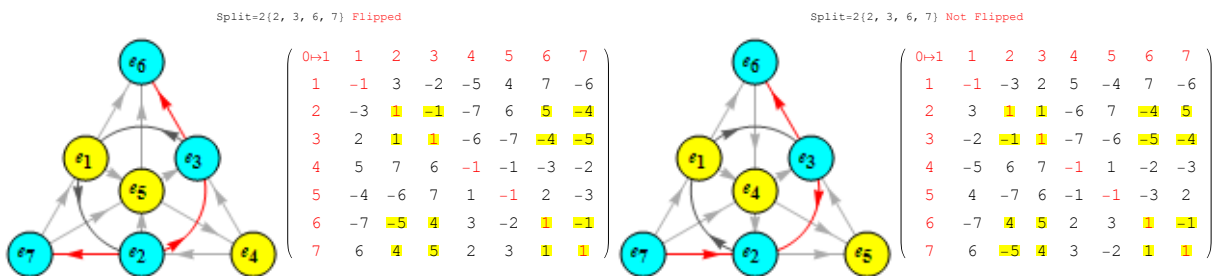 Split=2{2, 3, 6, 7} Flipped
e6
e1
e3
e5
e7
e2
e4
0↦1 1 2 3 4 5 6 7
1 -1 3 -2 -5 4 7 -6
2 -3 1 -1 -7 6 5 -4
3 2 1 1 -6 -7 -4 -5
4 5 7 6 -1 -1 -3 -2
5 -4 -6 7 1 -1 2 -3
6 -7 -5 4 3 -2 1 -1
7 6 4 5 2 3 1 1
Split=2{2, 3, 6, 7} Not Flipped
e6
e1
e3
e4
e7
e2
e5
0↦1 1 2 3 4 5 6 7
1 -1 -3 2 5 -4 7 -6
2 3 1 1 -6 7 -4 5
3 -2 -1 1 -7 -6 -5 -4
4 -5 6 7 -1 1 -2 -3
5 4 -7 6 -1 -1 -3 2
6 -7 4 5 2 3 1 -1
7 6 -5 4 3 -2 1 1